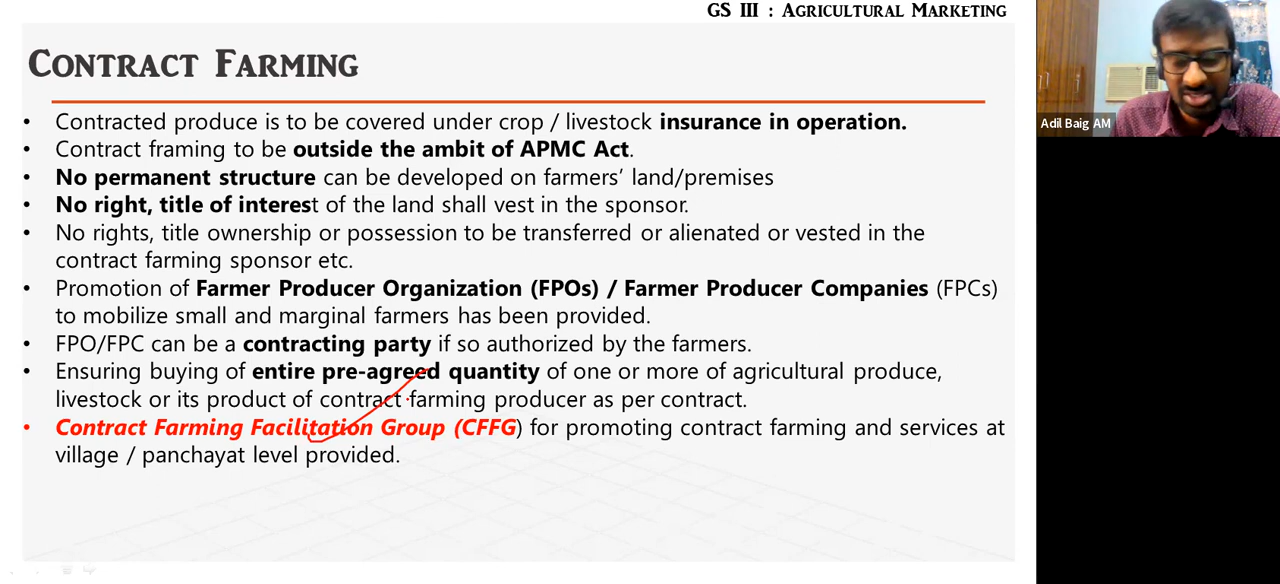 GS III : Agricultural Marketing
Contract Farming
• Contracted produce is to be covered under crop / livestock insurance in operation.
• Contract framing to be outside the ambit of APMC Act.
• No permanent structure can be developed on farmers’ land/premises
• No right, title of interest of the land shall vest in the sponsor.
• No rights, title ownership or possession to be transferred or alienated or vested in the
contract farming sponsor etc.
• Promotion of Farmer Producer Organization (FPOs) / Farmer Producer Companies (FPCs)
to mobilize small and marginal farmers has been provided.
• FPO/FPC can be a contracting party if so authorized by the farmers.
• Ensuring buying of entire pre-agreed quantity of one or more of agricultural produce,
livestock or its product of contract farming producer as per contract.
• Contract Farming Facilitation Group (CFFG) for promoting contract farming and services at
village / panchayat level provided.
Adil Baig AM